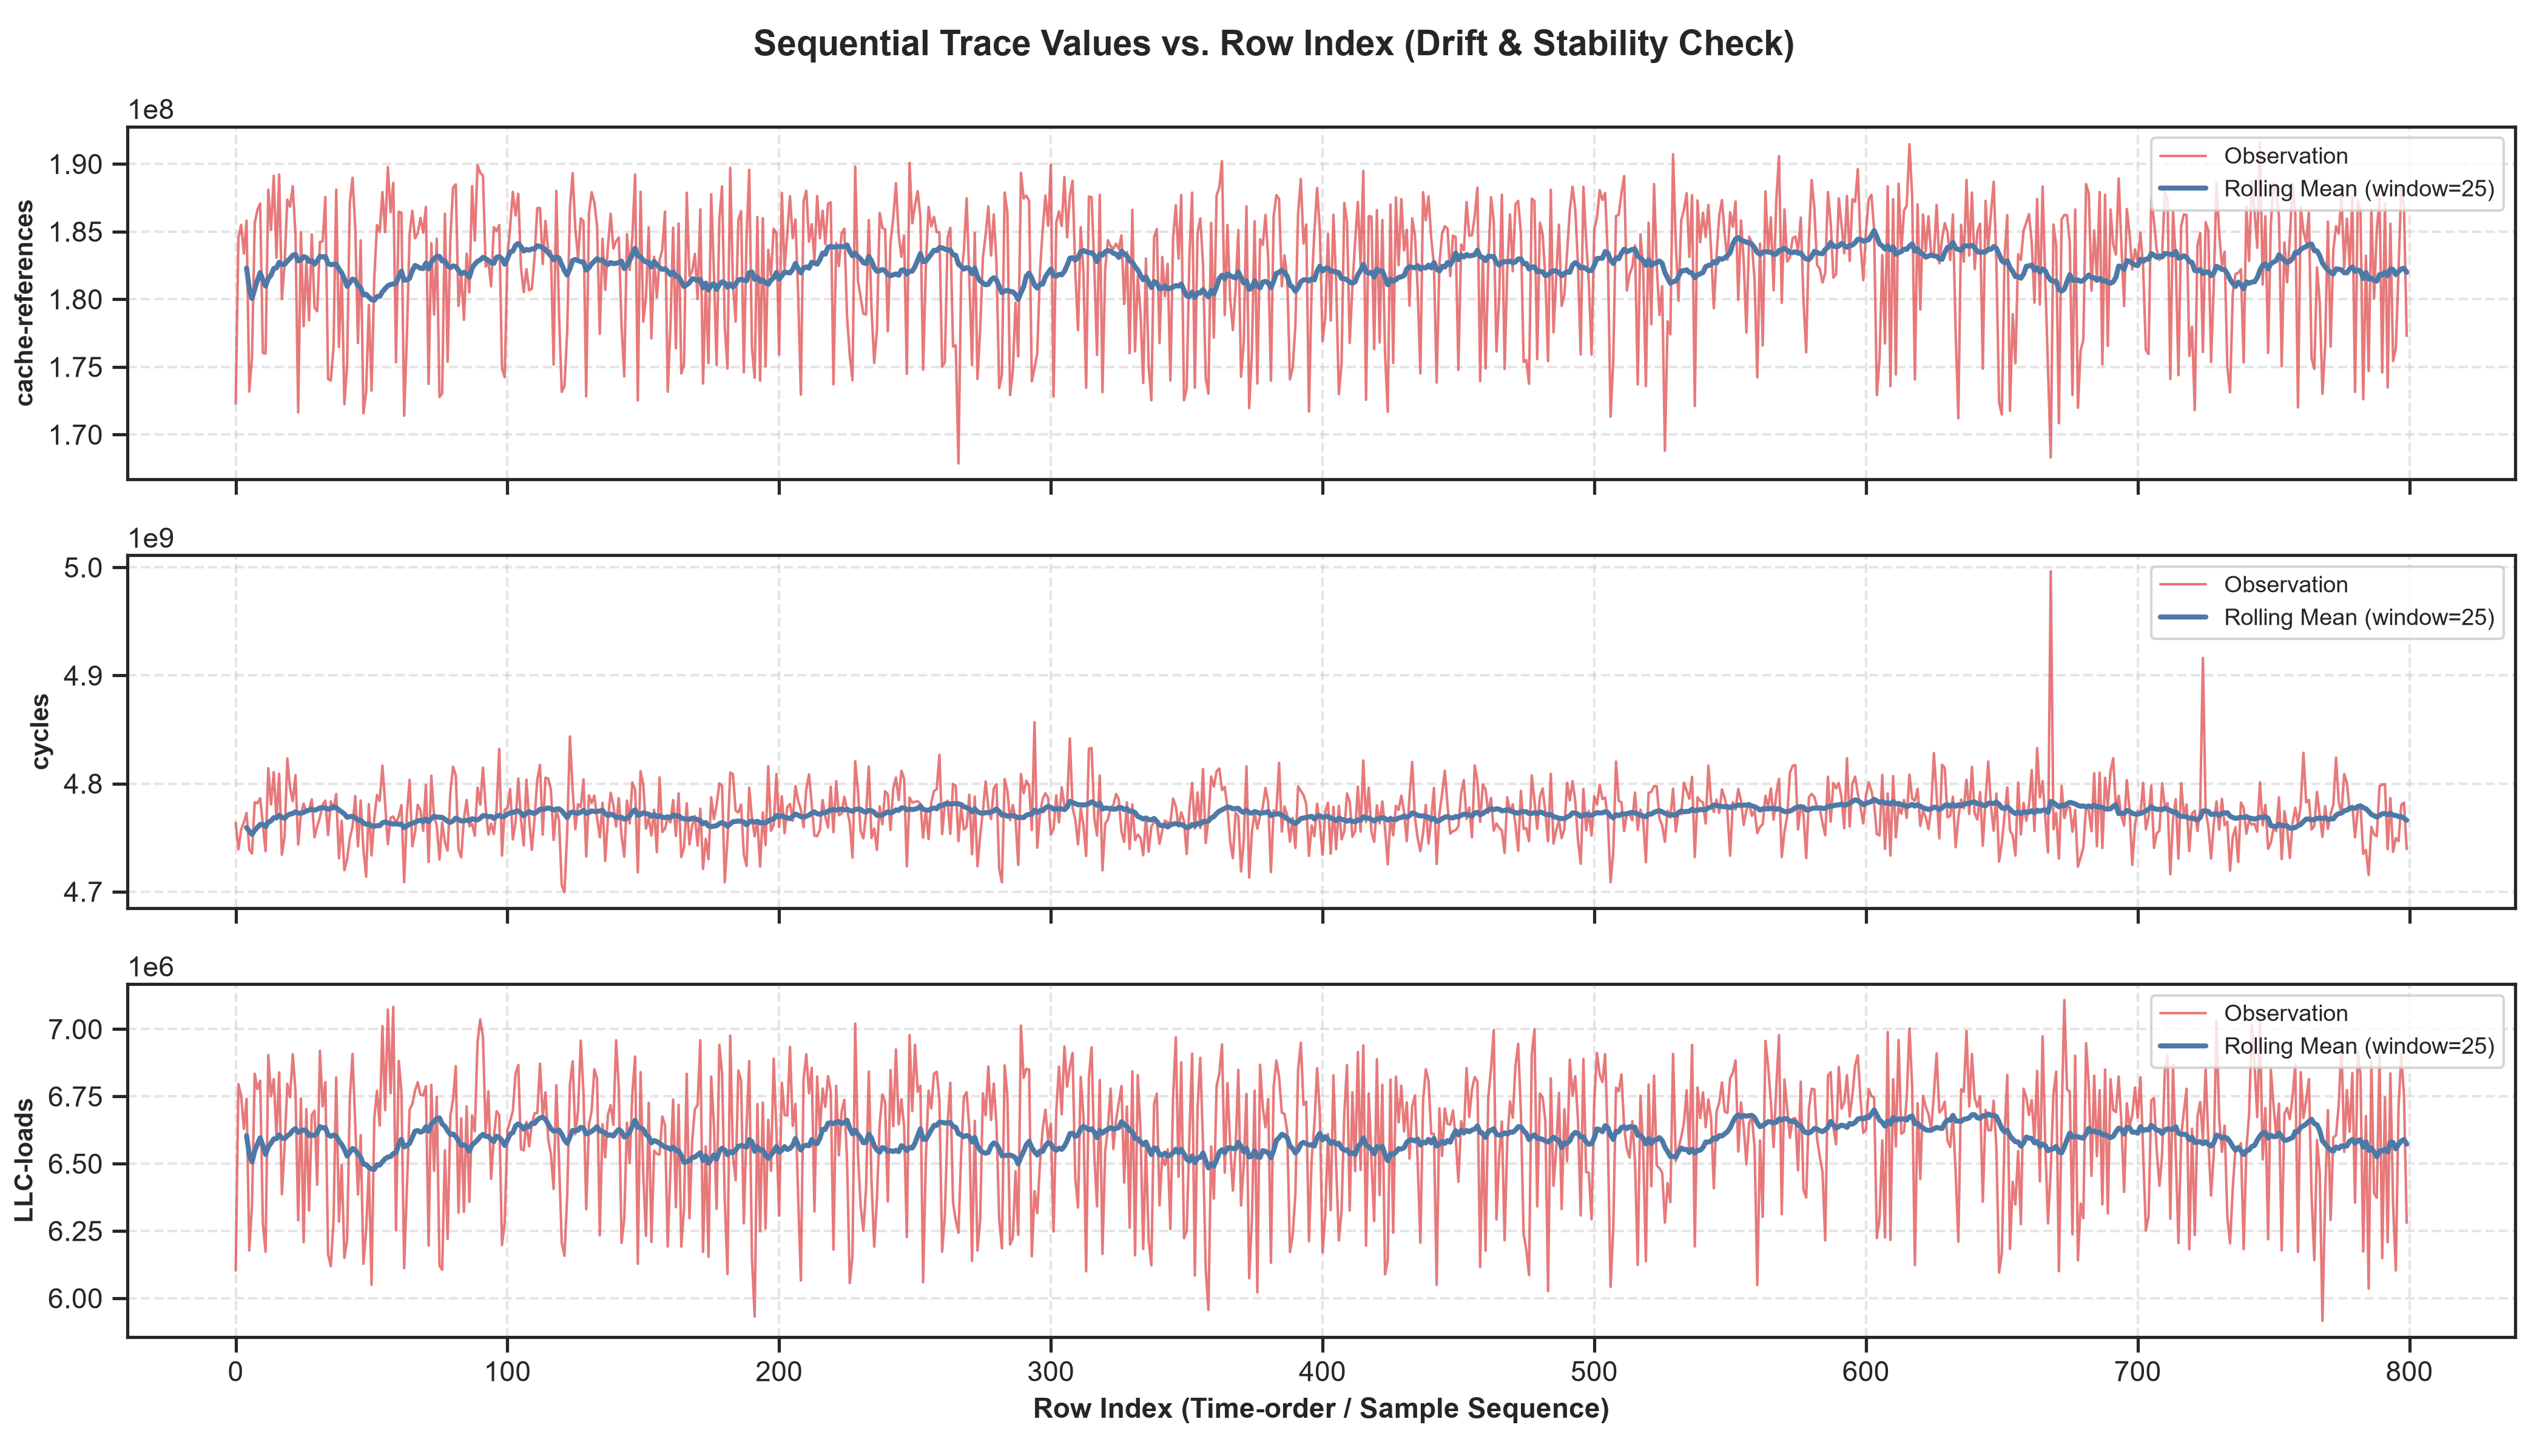 Sequential Trace Values vs. Row Index (Drift & Stability Check)
1e8
cache-references
1.90
1.85
1.80
1.75
1.70
Observation
Rolling Mean (window=25)
1e9
cycles
5.0
4.9
4.8
4.7
Observation
Rolling Mean (window=25)
1e6
LLC-loads
7.00
6.75
6.50
6.25
6.00
Observation
Rolling Mean (window=25)
0 100 200 300 400 500 600 700 800
Row Index (Time-order / Sample Sequence)